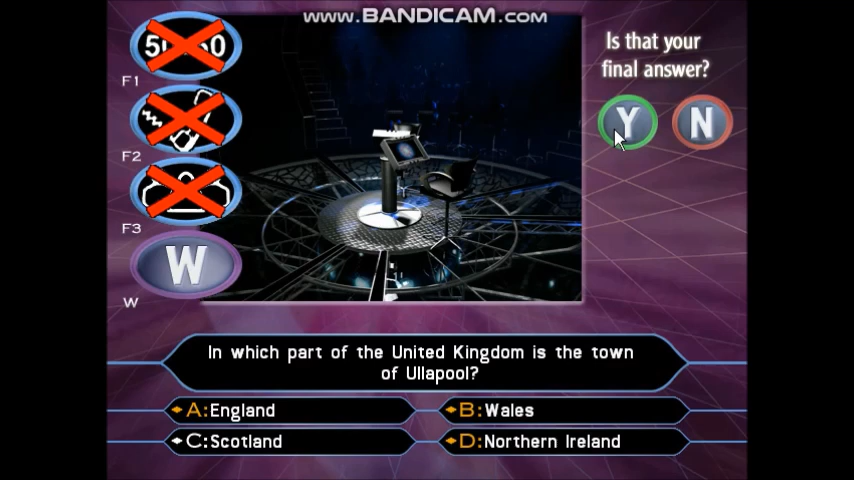 www.BANDICAM.com
F1
F2
F3
W
W
Is that your
final answer?
Y
N
In which part of the United Kingdom is the town
of Ullapool?
A:England
B:Wales
C:Scotland
D:Northern Ireland